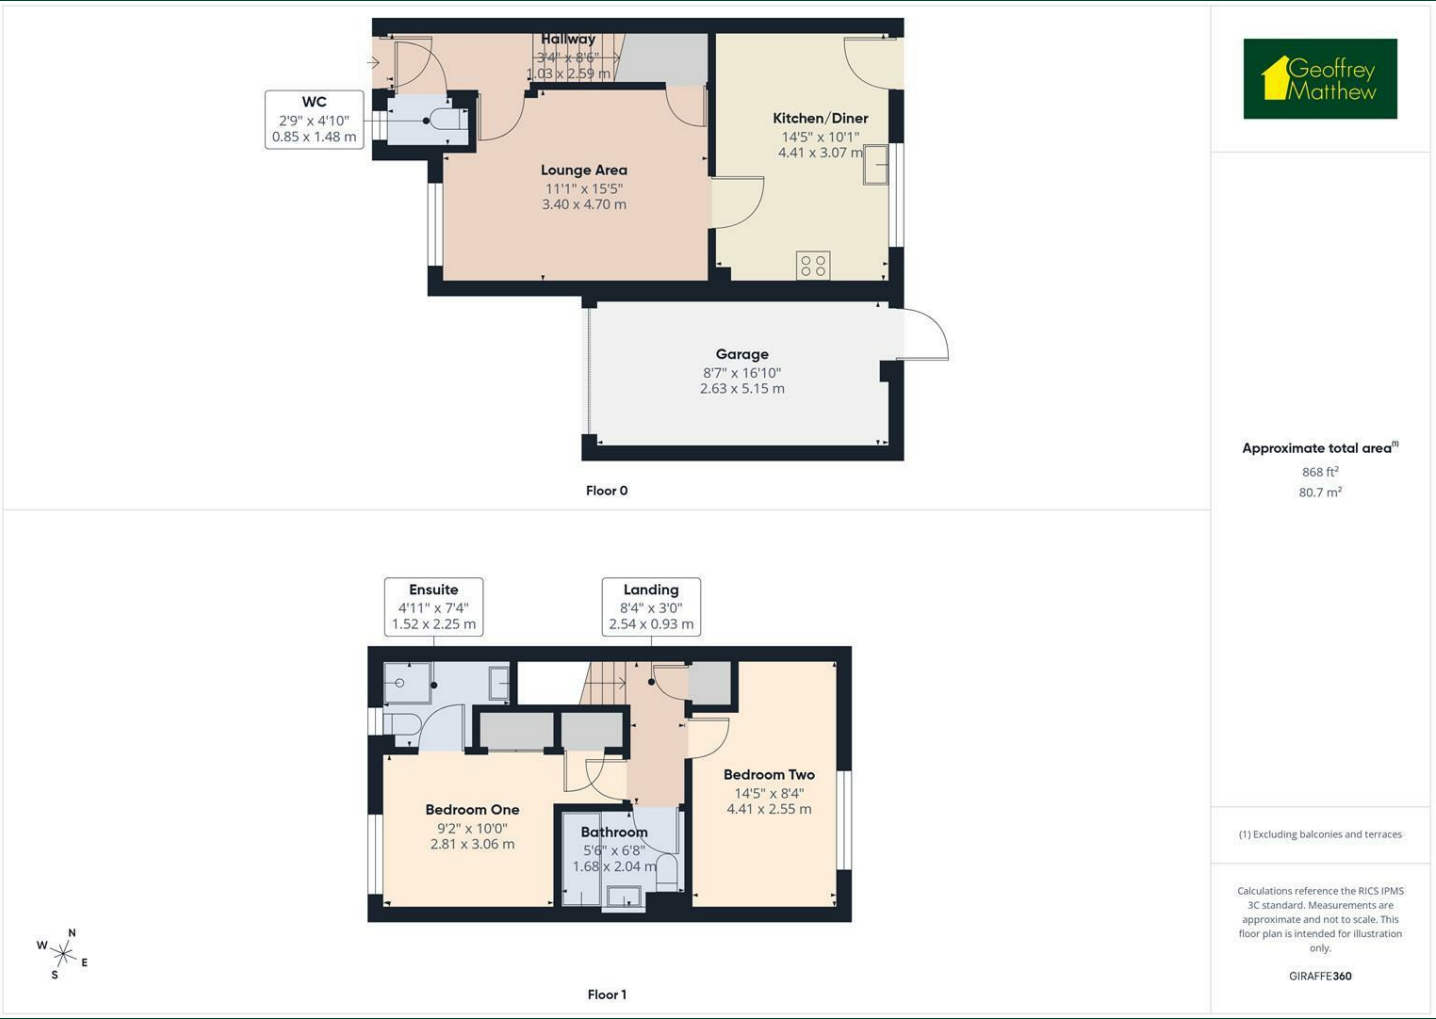 Hallway
3'4" x 8'6"
1.03 x 2.59 m
WC
2'9" x 4'10"
0.85 x 1.48 m
Lounge Area
11'1" x 15'5"
3.40 x 4.70 m
Kitchen/Diner
14'5" x 10'1"
4.41 x 3.07 m
Garage
8'7" x 16'10"
2.63 x 5.15 m
Floor 0
Ensuite
4'11" x 7'4"
1.52 x 2.25 m
Landing
8'4" x 3'0"
2.54 x 0.93 m
Bedroom One
9'2" x 10'0"
2.81 x 3.06 m
Bathroom
5'6" x 6'8"
1.68 x 2.04 m
Bedroom Two
14'5" x 8'4"
4.41 x 2.55 m
N
W
E
S
Floor 1
Geoffrey
Matthew
Approximate total area(1)
868 ft²
80.7 m²
(1) Excluding balconies and terraces
Calculations reference the RICS IPMS
3C standard. Measurements are
approximate and not to scale. This
floor plan is intended for illustration
only.
GIRAFFE360